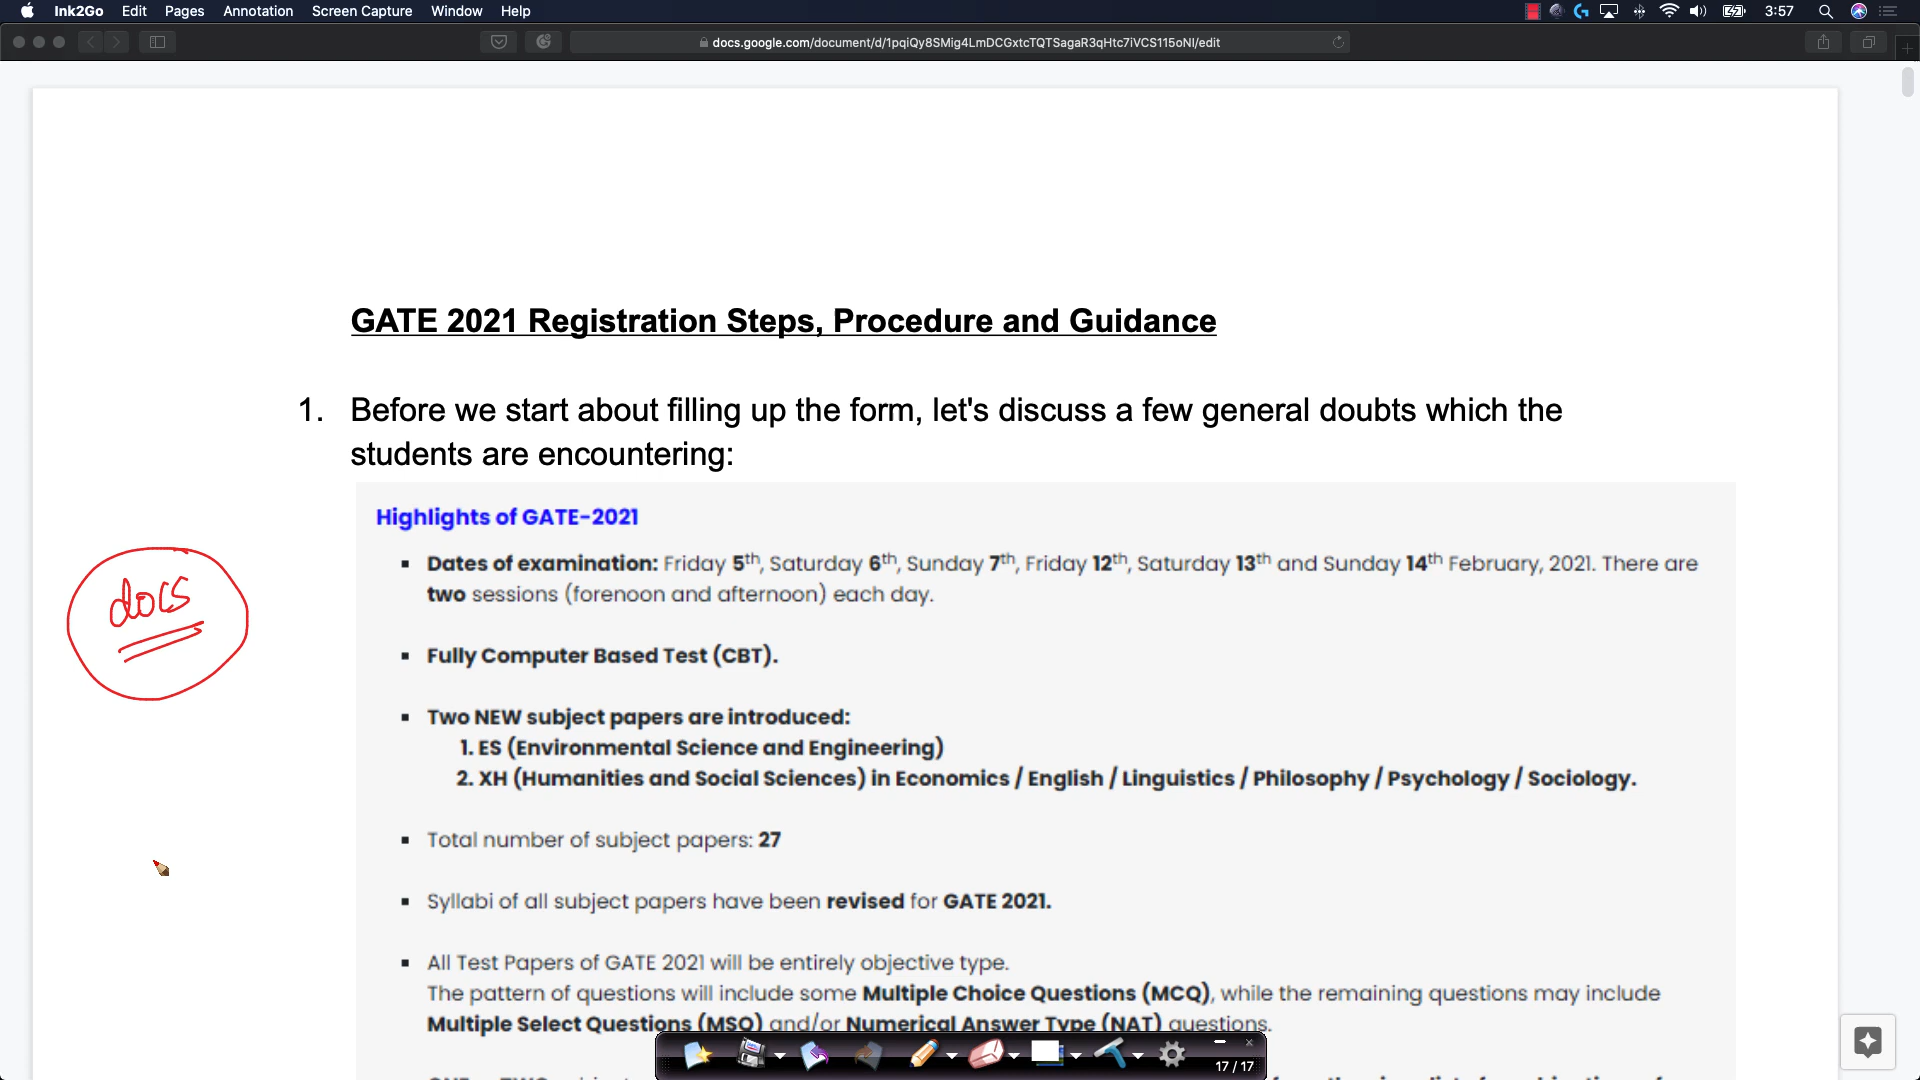 Ink2Go Edit Pages Annotation Screen Capture Window Help 3:57
docs.google.com/document/d/1pqiQy8SMig4LmDCGxtcTQTSagaR3qHtc7iVCS115oNI/edit
GATE 2021 Registration Steps, Procedure and Guidance
1. Before we start about filling up the form, let's discuss a few general doubts which the
students are encountering:
Highlights of GATE-2021
▪ Dates of examination: Friday 5th, Saturday 6th, Sunday 7th, Friday 12th, Saturday 13th and Sunday 14th February, 2021. There are
two sessions (forenoon and afternoon) each day.
docs
▪ Fully Computer Based Test (CBT).
▪ Two NEW subject papers are introduced:
1. ES (Environmental Science and Engineering)
2. XH (Humanities and Social Sciences) in Economics / English / Linguistics / Philosophy / Psychology / Sociology.
▪ Total number of subject papers: 27
▪ Syllabi of all subject papers have been revised for GATE 2021.
▪ All Test Papers of GATE 2021 will be entirely objective type.
The pattern of questions will include some Multiple Choice Questions (MCQ), while the remaining questions may include
Multiple Select Questions (MSQ) and/or Numerical Answer Type (NAT) questions.
17 / 17